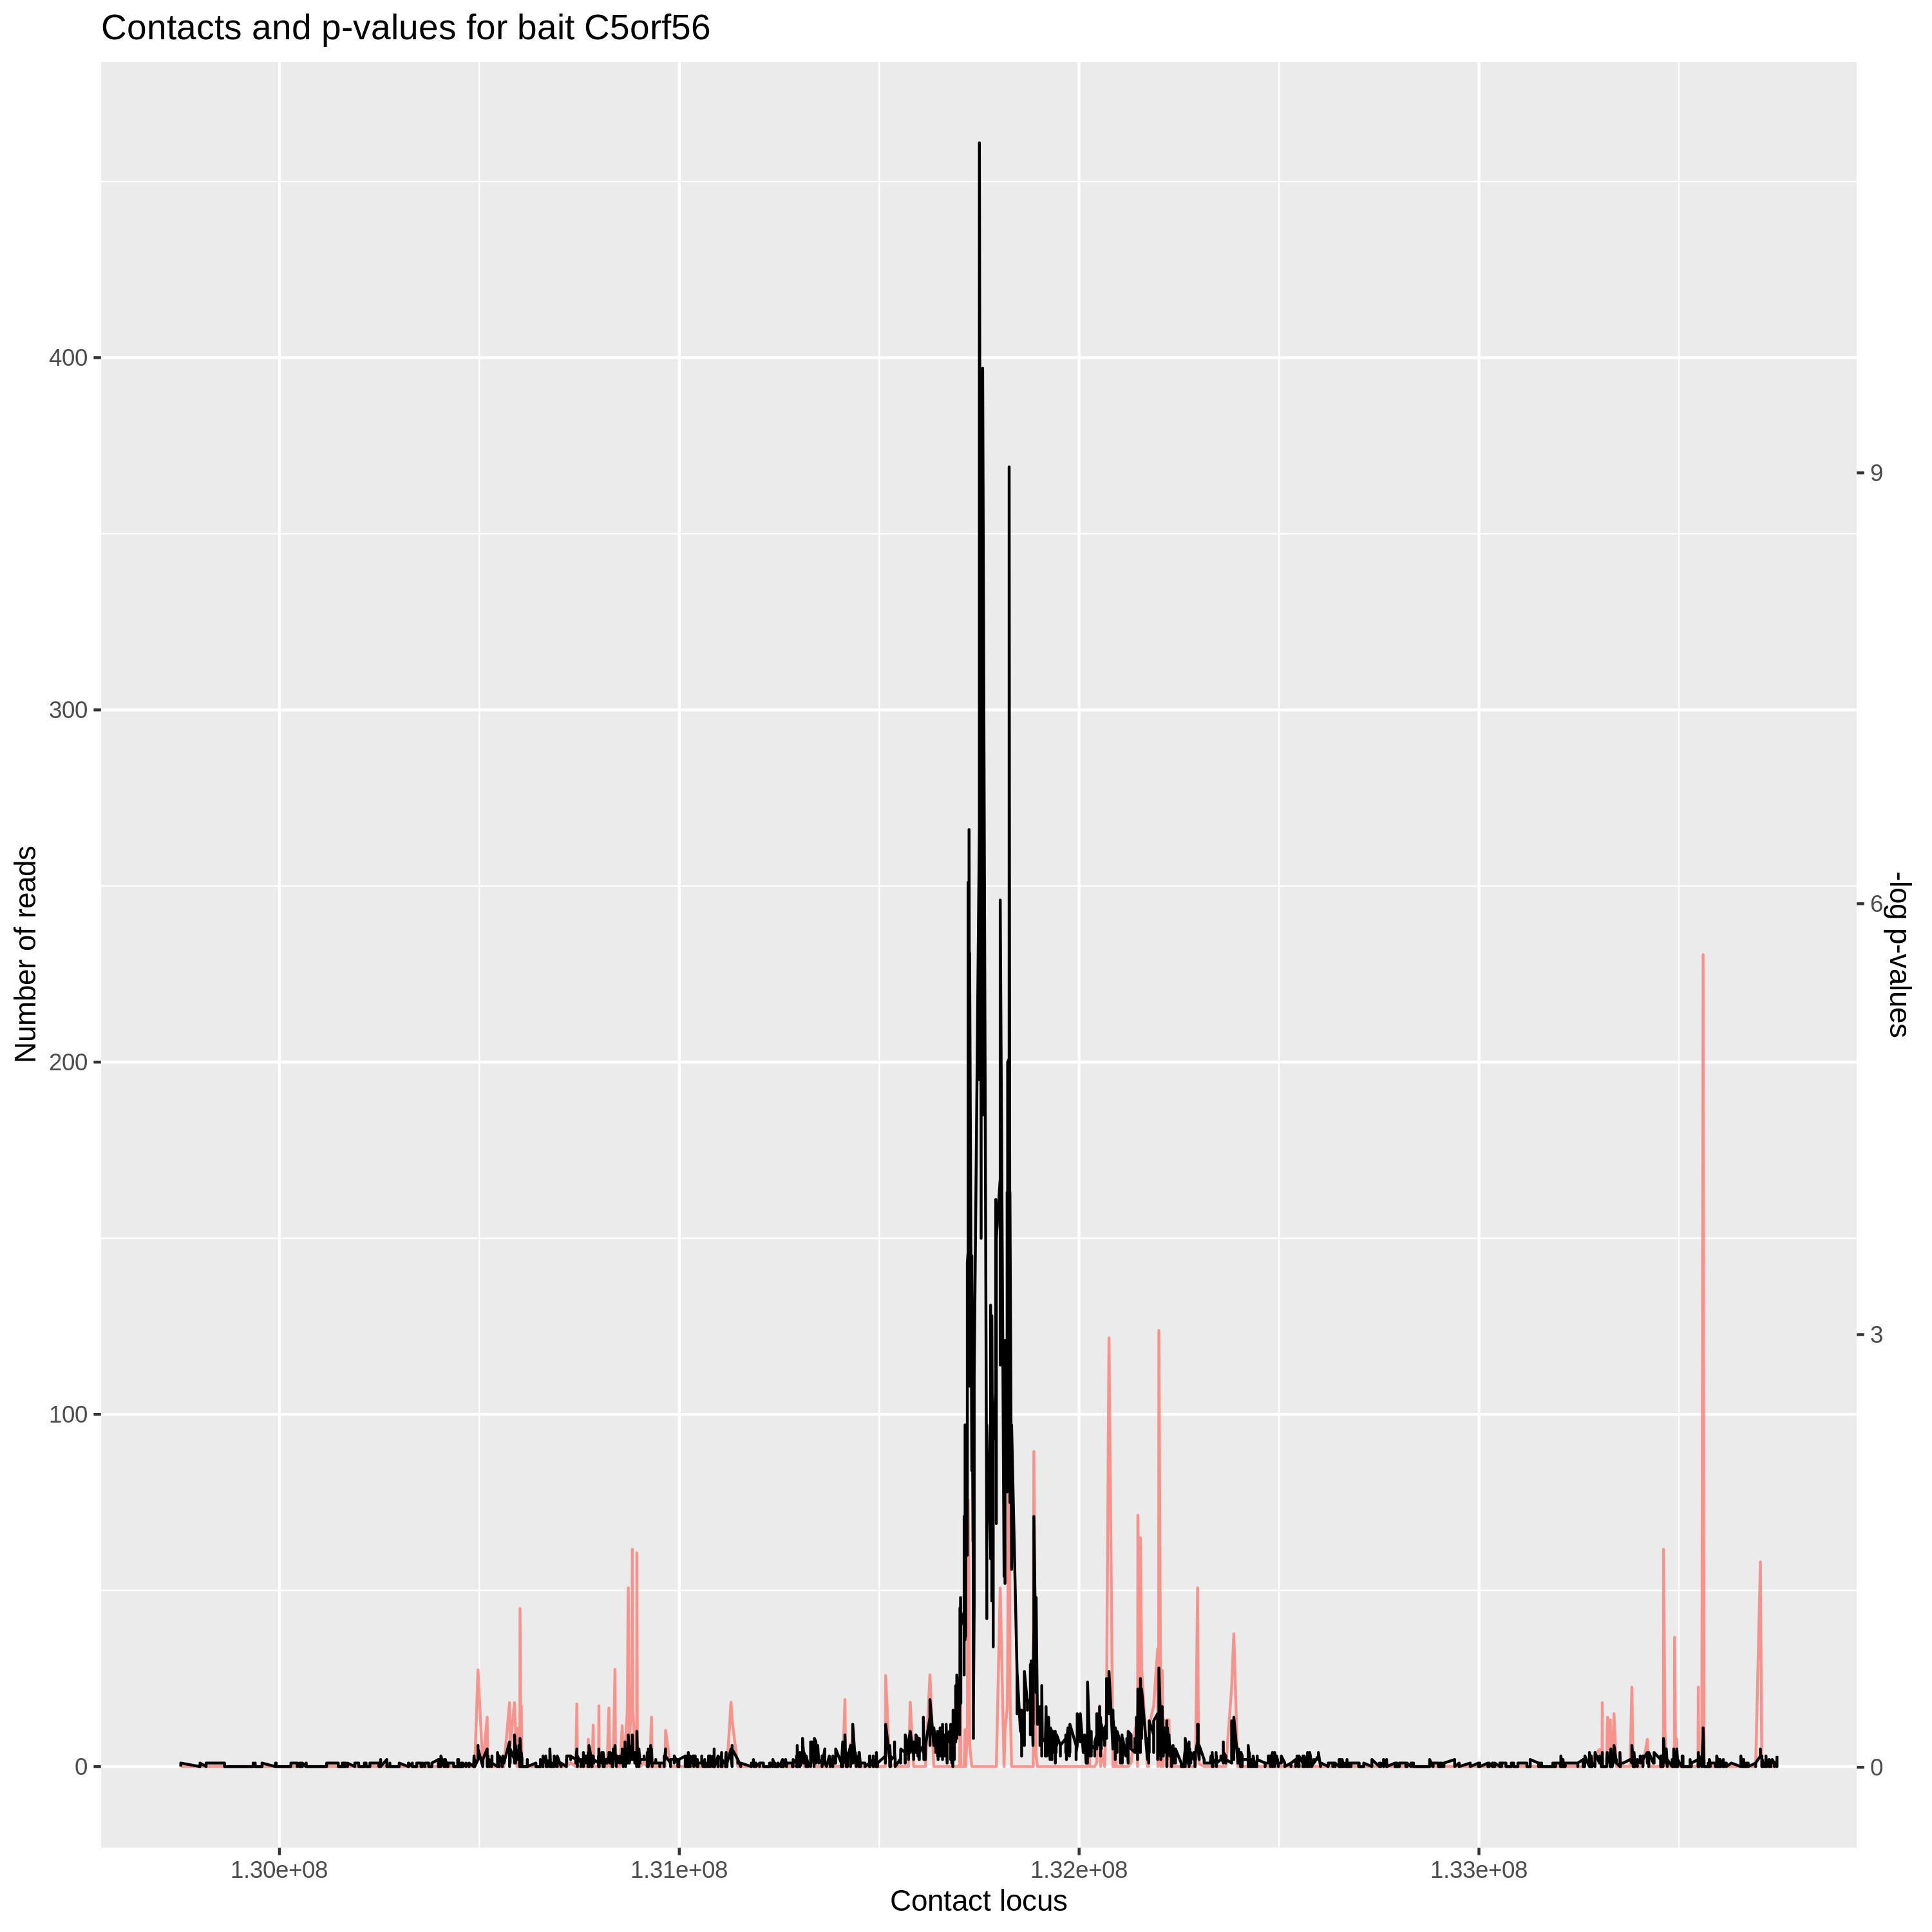 Contacts and p-values for bait C5orf56
Number of reads
400
300
200
100
0
9
6
3
0
-log p-values
1.30e+08
1.31e+08
1.32e+08
1.33e+08
Contact locus